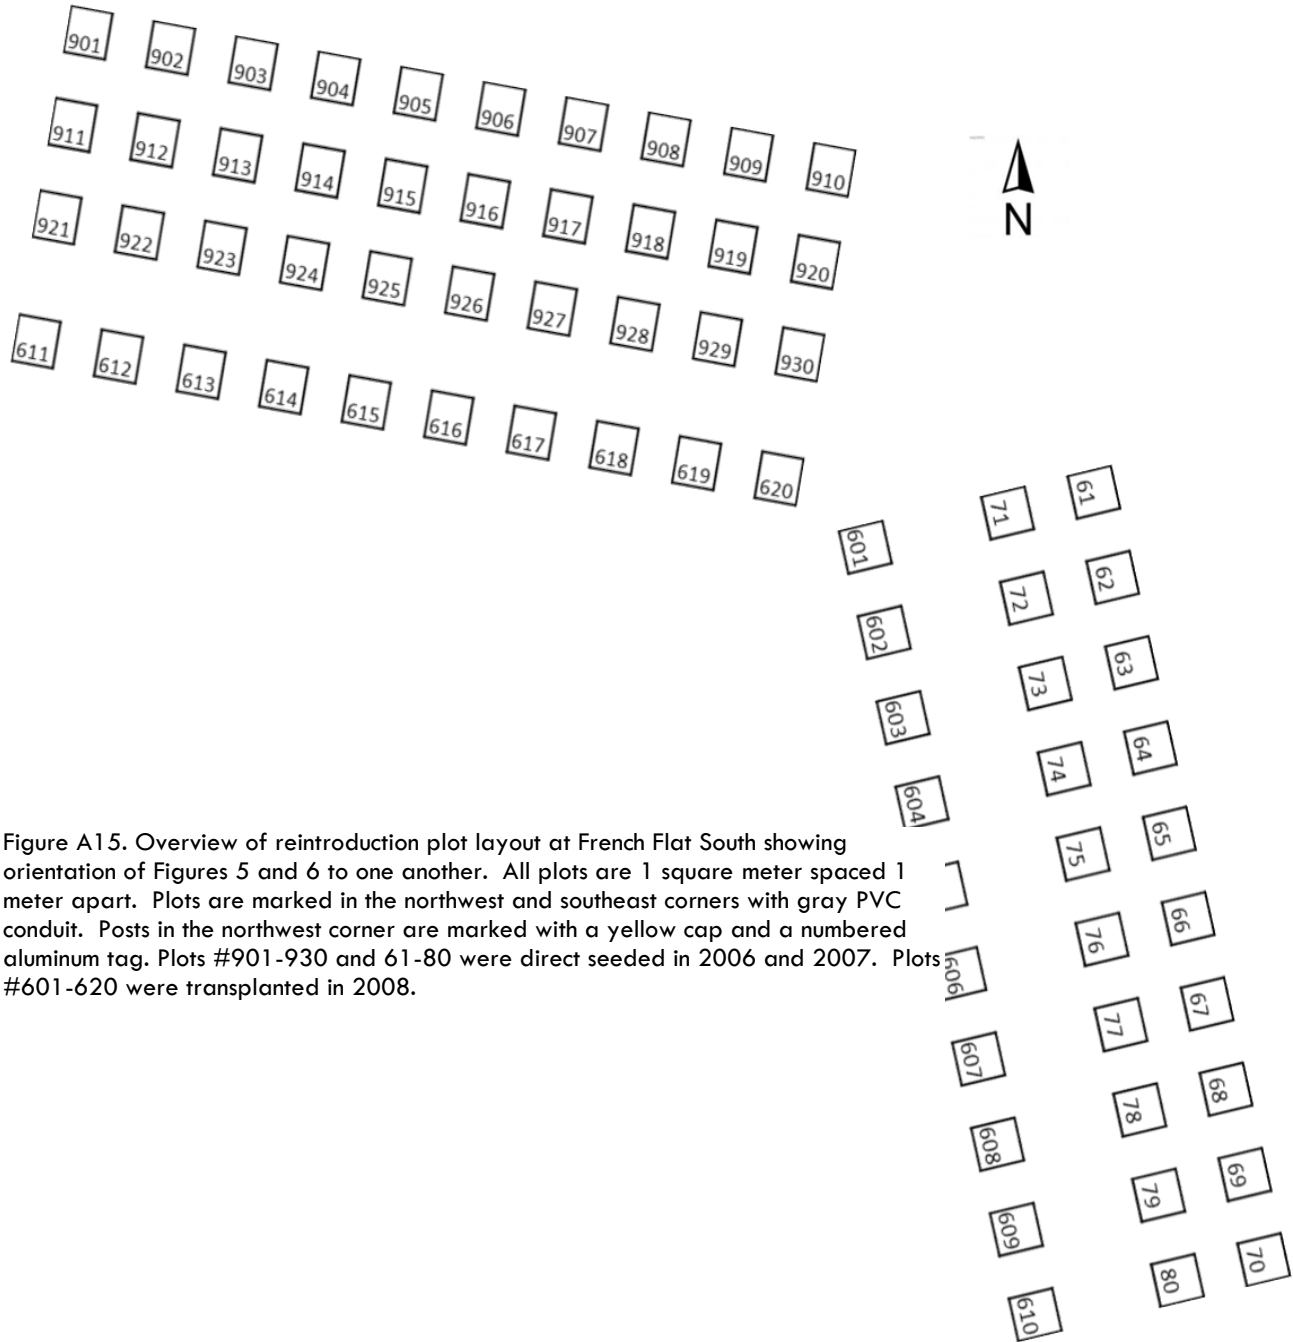 901 902 903 904 905 906 907 908 909 910
911 912 913 914 915 916 917 918 919 920
921 922 923 924 925 926 927 928 929 930
611 612 613 614 615 616 617 618 619 620
N
601 71 61
602 72 62
603 73 63
604 74 64
75 65
606 76 66
607 77 67
608 78 68
609 79 69
610 80 70
Figure A15. Overview of reintroduction plot layout at French Flat South showing
orientation of Figures 5 and 6 to one another.  All plots are 1 square meter spaced 1
meter apart.  Plots are marked in the northwest and southeast corners with gray PVC
conduit.  Posts in the northwest corner are marked with a yellow cap and a numbered
aluminum tag. Plots #901-930 and 61-80 were direct seeded in 2006 and 2007.  Plots
#601-620 were transplanted in 2008.